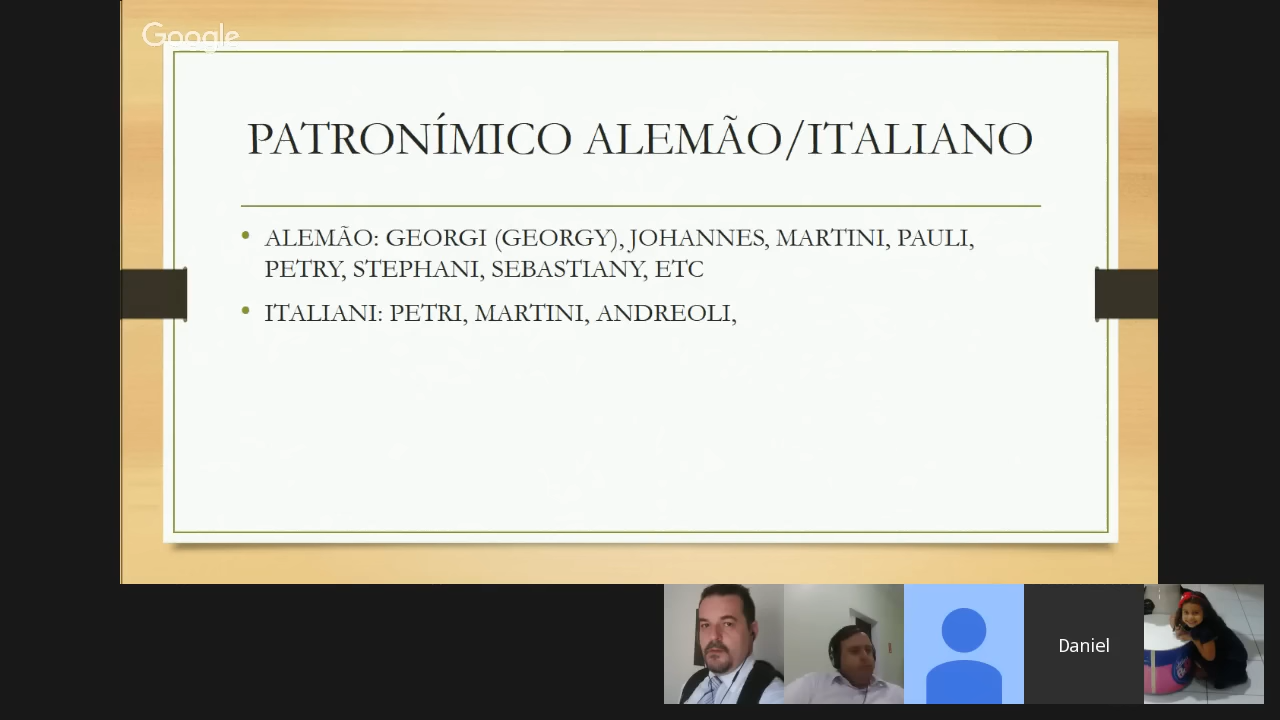 Google
PATRONÍMICO ALEMÃO/ITALIANO
• ALEMÃO: GEORGI (GEORGY), JOHANNES, MARTINI, PAULI,
PETRY, STEPHANI, SEBASTIANY, ETC
• ITALIANI: PETRI, MARTINI, ANDREOLI,
Daniel